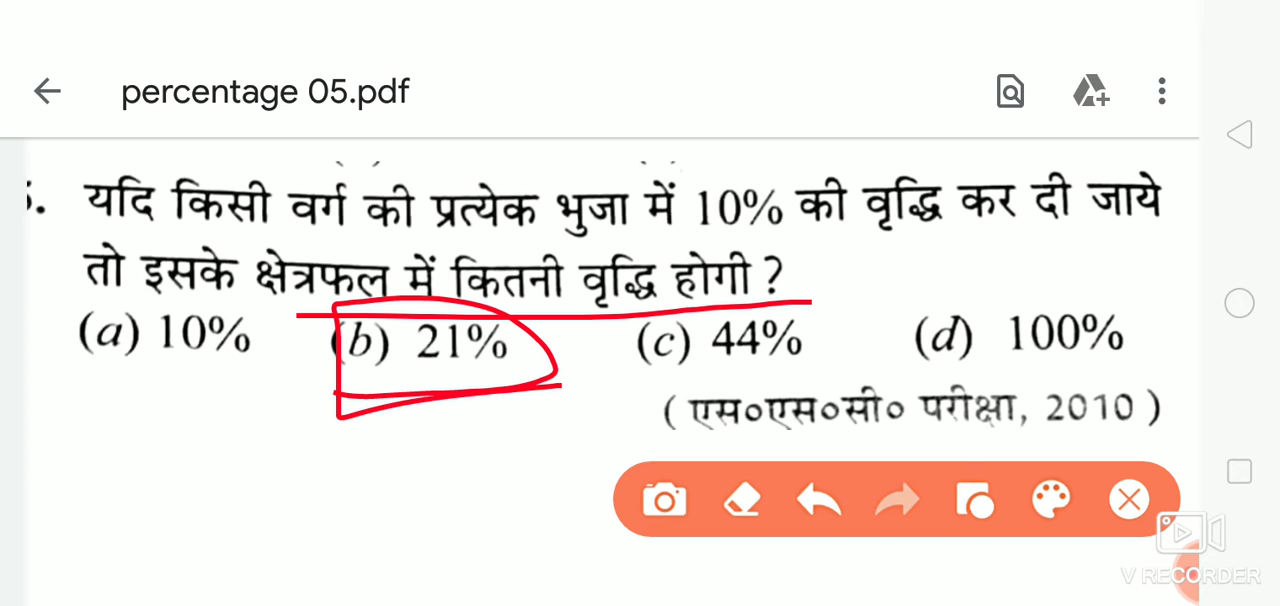 percentage 05.pdf
यदि किसी वर्ग की प्रत्येक भुजा में 10% की वृद्धि कर दी जाये
तो इसके क्षेत्रफल में कितनी वृद्धि होगी ?
(a) 10% (b) 21% (c) 44% (d) 100%
( एस०एस०सी० परीक्षा, 2010 )
V RECORDER